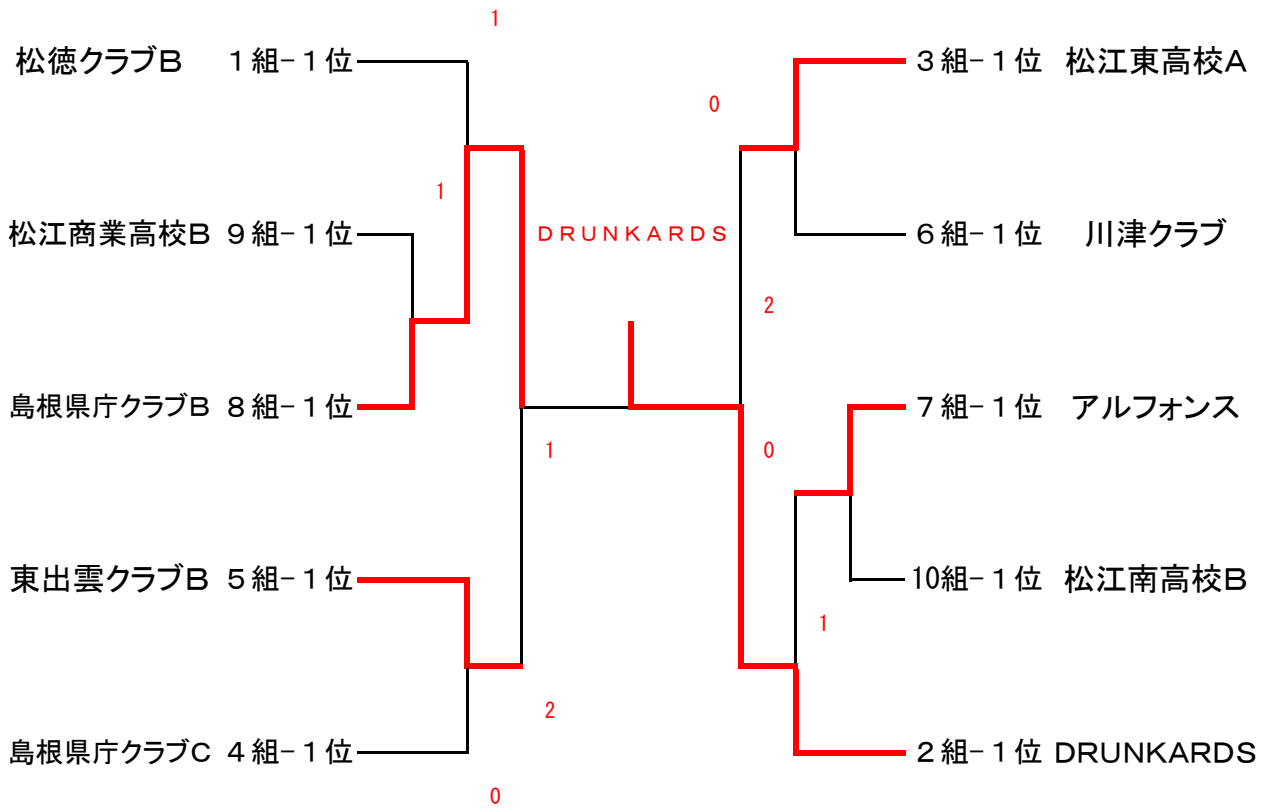 1
松徳クラブB 1組-1位
3組-1位 松江東高校A
0
1
松江商業高校B 9組-1位
DRUNKARDS
6組-1位 川津クラブ
2
島根県庁クラブB 8組-1位
7組-1位 アルフォンス
1
0
東出雲クラブB 5組-1位
10組-1位 松江南高校B
1
2
島根県庁クラブC 4組-1位
2組-1位 DRUNKARDS
0